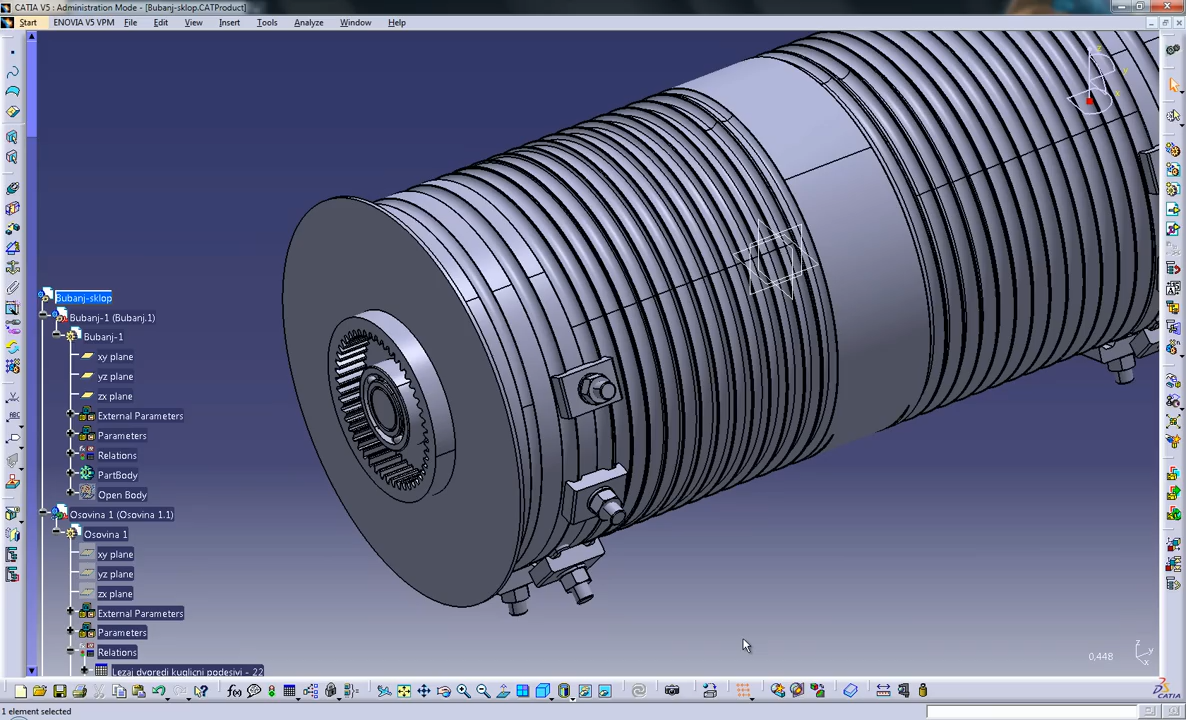 CATIA V5 : Administration Mode - [Bubanj-sklop.CATProduct]
Start ENOVIA V5 VPM File Edit View Insert Tools Analyze Window Help
z
y
x
Bubanj-sklop
Bubanj-1 (Bubanj.1)
Bubanj-1
xy plane
yz plane
zx plane
External Parameters
Parameters
Relations
PartBody
Open Body
Osovina 1 (Osovina 1.1)
Osovina 1
xy plane
yz plane
zx plane
External Parameters
Parameters
Relations
Lezaj dvoredi kuglicni podesivi - 22
0,448
z
y
x
CATIA
1 element selected